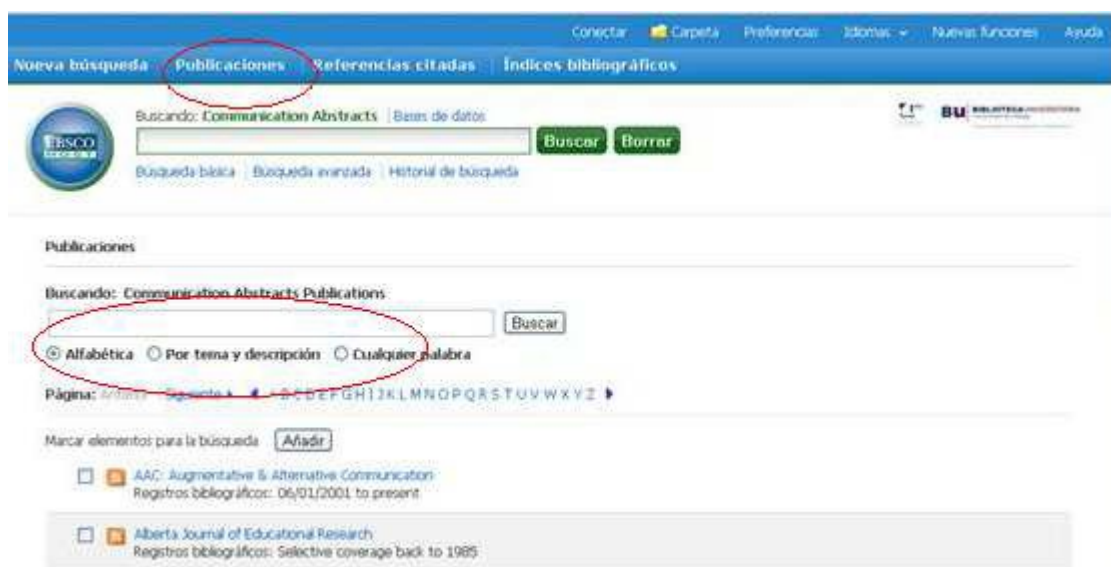 Conectar Carpeta Preferencias Idiomas Nuevas funciones Ayuda
Nueva búsqueda Publicaciones Referencias citadas Índices bibliográficos
Buscando: Communication Abstracts Bases de datos
EBSCO
HOST
Buscar Borrar
BU
Búsqueda básica Búsqueda avanzada Historial de búsqueda
Publicaciones
Buscando: Communication Abstracts Publications
Buscar
Alfabética Por tema y descripción Cualquier palabra
Página: Anterior Siguiente A B C D E F G H I J K L M N O P Q R S T U V W X Y Z
Marcar elementos para la búsqueda Añadir
AAC: Augmentative & Alternative Communication
Registros bibliográficos: 06/01/2001 to present
Alberta Journal of Educational Research
Registros bibliográficos: Selective coverage back to 1985